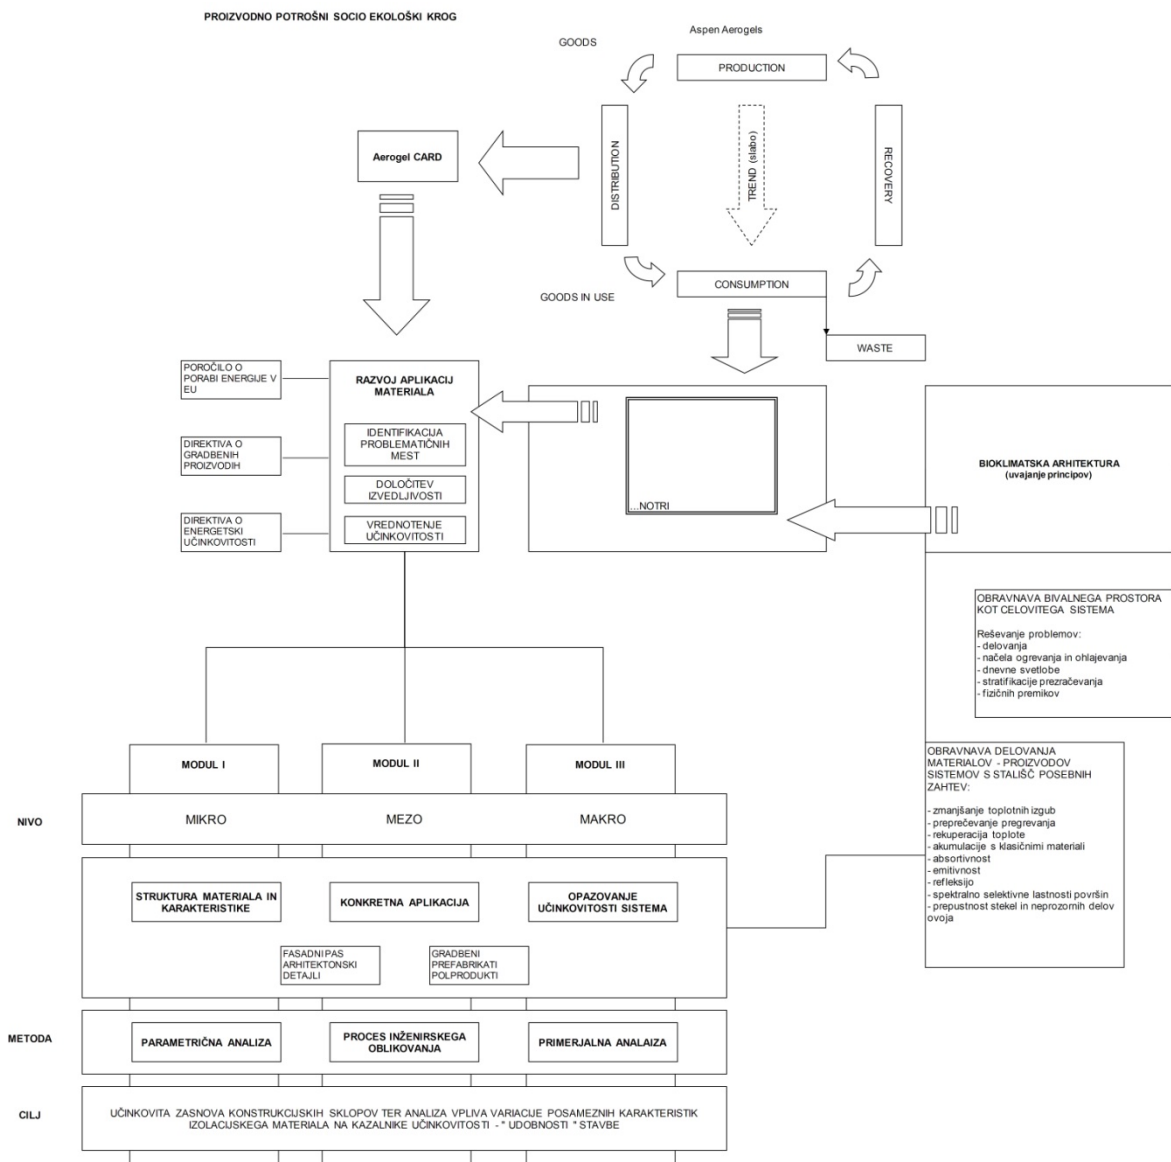 PROIZVODNO POTROŠNI SOCIO EKOLOŠKI KROG
Aspen Aerogels
GOODS
PRODUCTION
DISTRIBUTION
TREND (slabo)
RECOVERY
Aerogel CARD
CONSUMPTION
GOODS IN USE
WASTE
POROČILO O
PORABI ENERGIJE V
EU
DIREKTIVA O
GRADBENIH
PROIZVODIH
DIREKTIVA O
ENERGETSKI
UČINKOVITOSTI
RAZVOJ APLIKACIJ
MATERIALA
IDENTIFIKACIJA
PROBLEMATIČNIH
MEST
DOLOČITEV
IZVEDLJIVOSTI
VREDNOTENJE
UČINKOVITOSTI
...NOTRI
BIOKLIMATSKA ARHITEKTURA
(uvajanje principov)
OBRAVNAVA BIVALNEGA PROSTORA
KOT CELOVITEGA SISTEMA
Reševanje problemov:
- delovanja
- načela ogrevanja in ohlajevanja
- dnevne svetlobe
- stratifikacije prezračevanja
- fizičnih premikov
OBRAVNAVA DELOVANJA
MATERIALOV - PROIZVODOV
SISTEMOV S STALIŠČ POSEBNIH
ZAHTEV:
- zmanjšanje toplotnih izgub
- preprečevanje pregrevanja
- rekuperacija toplote
- akumulacije s klasičnimi materiali
- absortivnost
- emitivnost
- refleksijo
- spektralno selektivne lastnosti površin
- prepustnost stekel in neprozornih delov
ovoja
MODUL I
MODUL II
MODUL III
NIVO
MIKRO
MEZO
MAKRO
STRUKTURA MATERIALA IN
KARAKTERISTIKE
KONKRETNA APLIKACIJA
OPAZOVANJE
UČINKOVITOSTI SISTEMA
FASADNI PAS
ARHITEKTONSKI
DETAJLI
GRADBENI
PREFABRIKATI
POLPRODUKTI
METODA
PARAMETRIČNA ANALIZA
PROCES INŽENIRSKEGA
OBLIKOVANJA
PRIMERJALNA ANALAIZA
CILJ
UČINKOVITA ZASNOVA KONSTRUKCIJSKIH SKLOPOV TER ANALIZA VPLIVA VARIACIJE POSAMEZNIH KARAKTERISTIK
IZOLACIJSKEGA MATERIALA NA KAZALNIKE UČINKOVITOSTI - " UDOBNOSTI " STAVBE